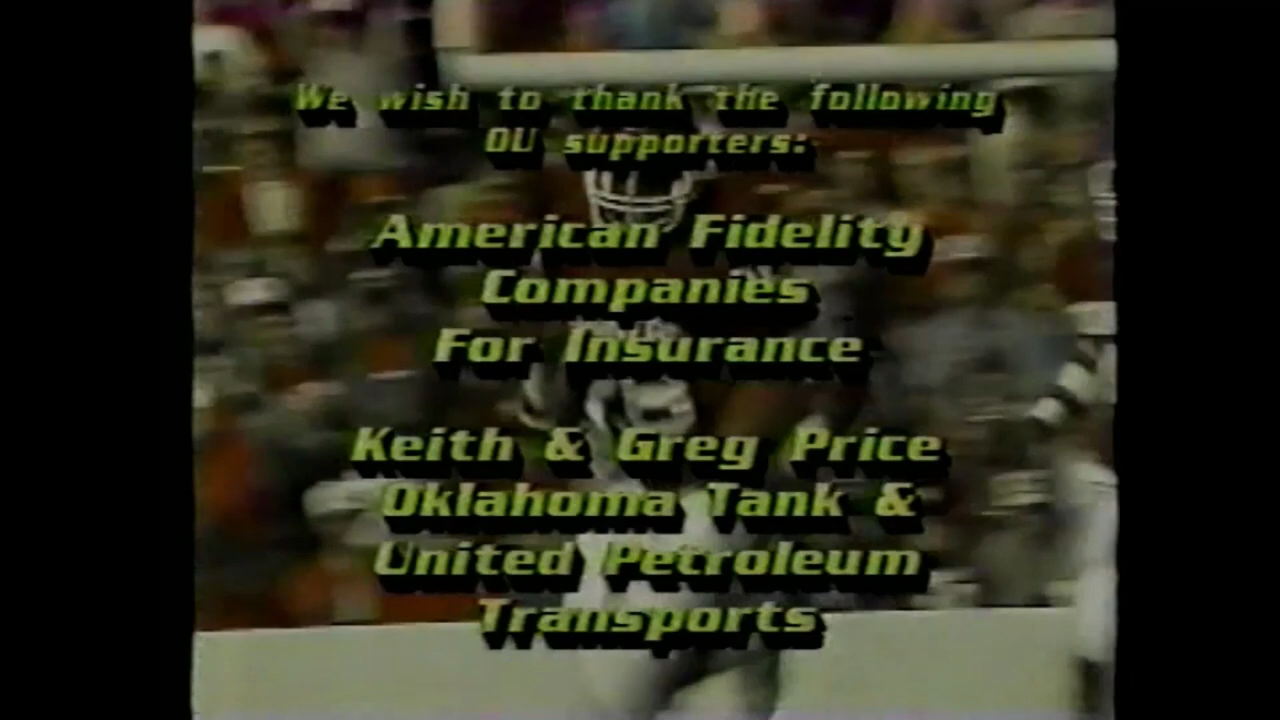 We wish to thank the following
OU supporters:
American Fidelity
Companies
For Insurance
Keith & Greg Price
Oklahoma Tank &
United Petroleum
Transports